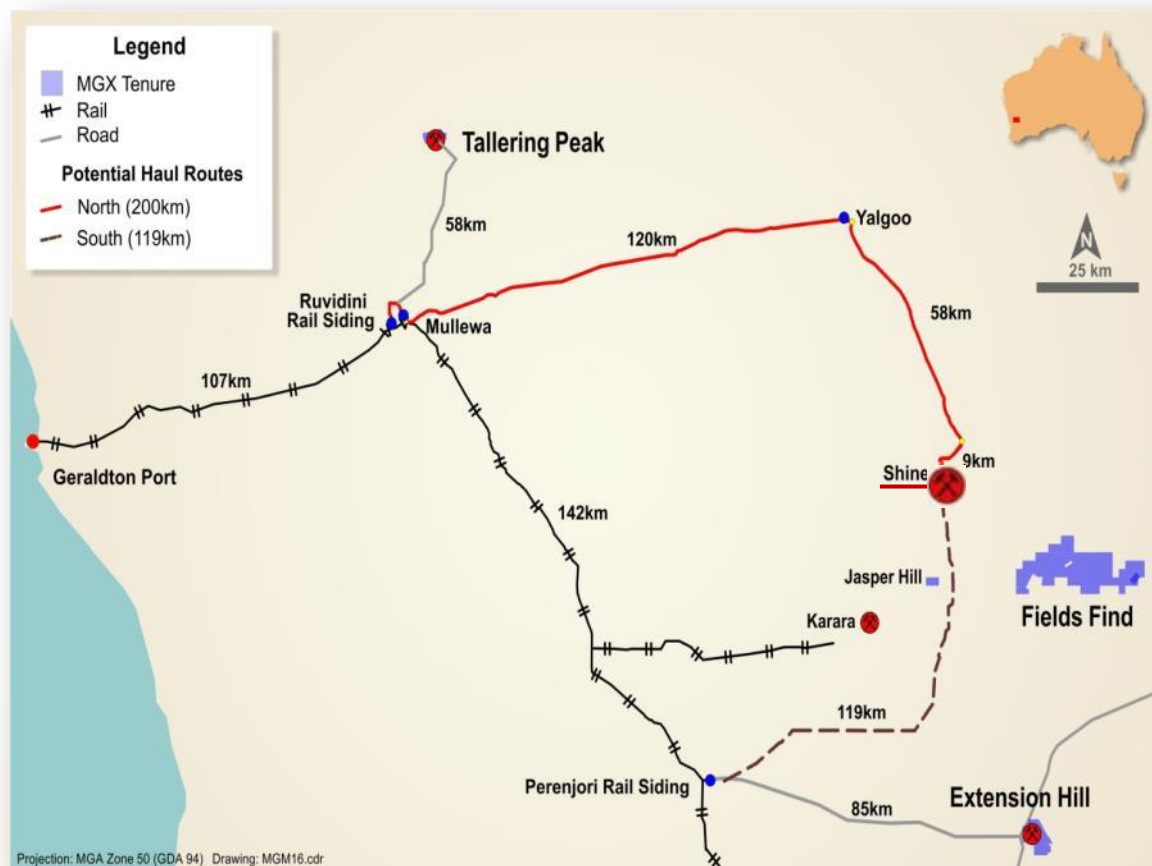 Legend
MGX Tenure
Rail
Road
Potential Haul Routes
North (200km)
South (119km)
Tallering Peak
58km
Yalgoo
120km
N
25 km
Ruvidini
Rail Siding
Mullewa
58km
107km
Geraldton Port
9km
Shine
142km
Jasper Hill
Fields Find
Karara
119km
Perenjori Rail Siding
85km
Extension Hill
Projection: MGA Zone 50 (GDA 94) Drawing: MGM16.cdr